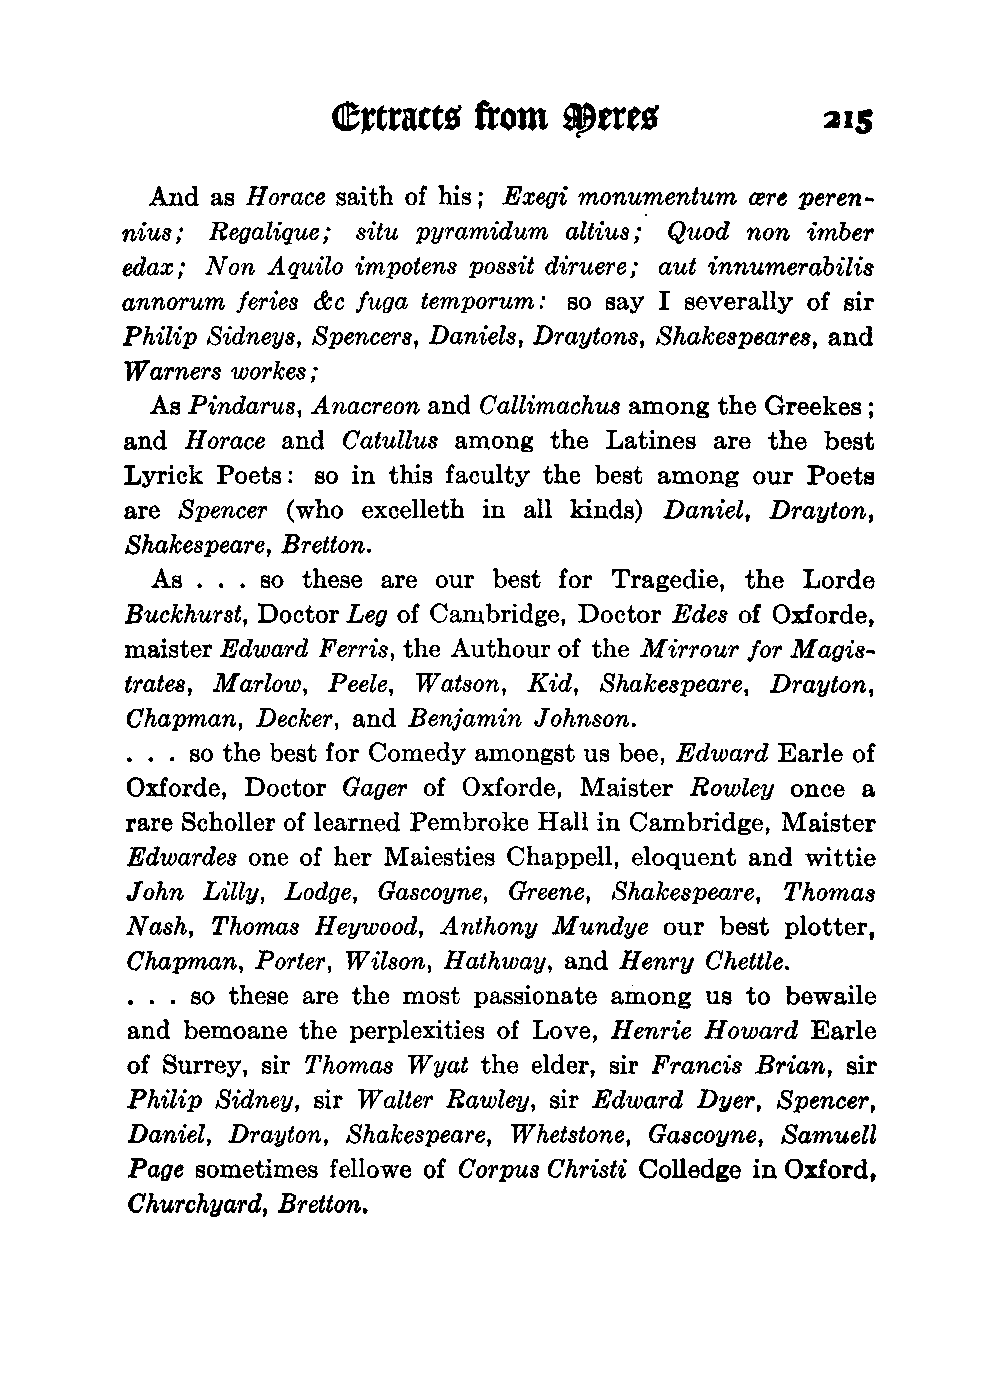 Extracts from Meres 215
And as Horace saith of his; Exegi monumentum ære peren-
nius; Regalique; situ pyramidum altius; Quod non imber
edax; Non Aquilo impotens possit diruere; aut innumerabilis
annorum feries &c fuga temporum: so say I severally of sir
Philip Sidneys, Spencers, Daniels, Draytons, Shakespeares, and
Warners workes;
As Pindarus, Anacreon and Callimachus among the Greekes;
and Horace and Catullus among the Latines are the best
Lyrick Poets: so in this faculty the best among our Poets
are Spencer (who excelleth in all kinds) Daniel, Drayton,
Shakespeare, Bretton.
As . . . so these are our best for Tragedie, the Lorde
Buckhurst, Doctor Leg of Cambridge, Doctor Edes of Oxforde,
maister Edward Ferris, the Authour of the Mirrour for Magis-
trates, Marlow, Peele, Watson, Kid, Shakespeare, Drayton,
Chapman, Decker, and Benjamin Johnson.
. . . so the best for Comedy amongst us bee, Edward Earle of
Oxforde, Doctor Gager of Oxforde, Maister Rowley once a
rare Scholler of learned Pembroke Hall in Cambridge, Maister
Edwardes one of her Maiesties Chappell, eloquent and wittie
John Lilly, Lodge, Gascoyne, Greene, Shakespeare, Thomas
Nash, Thomas Heywood, Anthony Mundye our best plotter,
Chapman, Porter, Wilson, Hathway, and Henry Chettle.
. . . so these are the most passionate among us to bewaile
and bemoane the perplexities of Love, Henrie Howard Earle
of Surrey, sir Thomas Wyat the elder, sir Francis Brian, sir
Philip Sidney, sir Walter Rawley, sir Edward Dyer, Spencer,
Daniel, Drayton, Shakespeare, Whetstone, Gascoyne, Samuell
Page sometimes fellowe of Corpus Christi Colledge in Oxford,
Churchyard, Bretton.